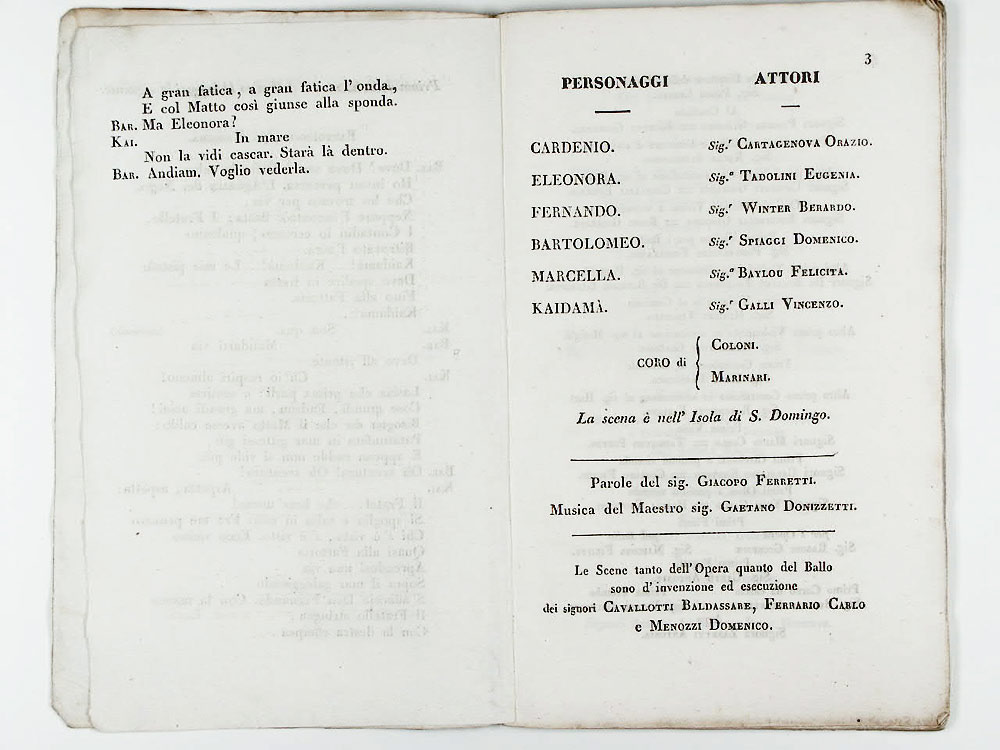 A gran fatica, a gran fatica l'onda,
E col Matto così giunse alla sponda.
BAR. Ma Eleonora?
KAI. In mare
Non la vidi cascar. Starà là dentro.
BAR. Andiam. Voglio vederla.
3
PERSONAGGI ATTORI
CARDENIO. Sig.r CARTAGENOVA ORAZIO.
ELEONORA. Sig.a TADOLINI EUGENIA.
FERNANDO. Sig.r WINTER BERARDO.
BARTOLOMEO. Sig.r SPIAGGI DOMENICO.
MARCELLA. Sig.a BAYLOU FELICITA.
KAIDAMÀ. Sig.r GALLI VINCENZO.
CORO di { COLONI.
MARINARI.
La scena è nell' Isola di S. Domingo.
Parole del sig. GIACOPO FERRETTI.
Musica del Maestro sig. GAETANO DONIZZETTI.
Le Scene tanto dell'Opera quanto del Ballo
sono d'invenzione ed esecuzione
dei signori CAVALLOTTI BALDASSARE, FERRARIO CARLO
e MENOZZI DOMENICO.